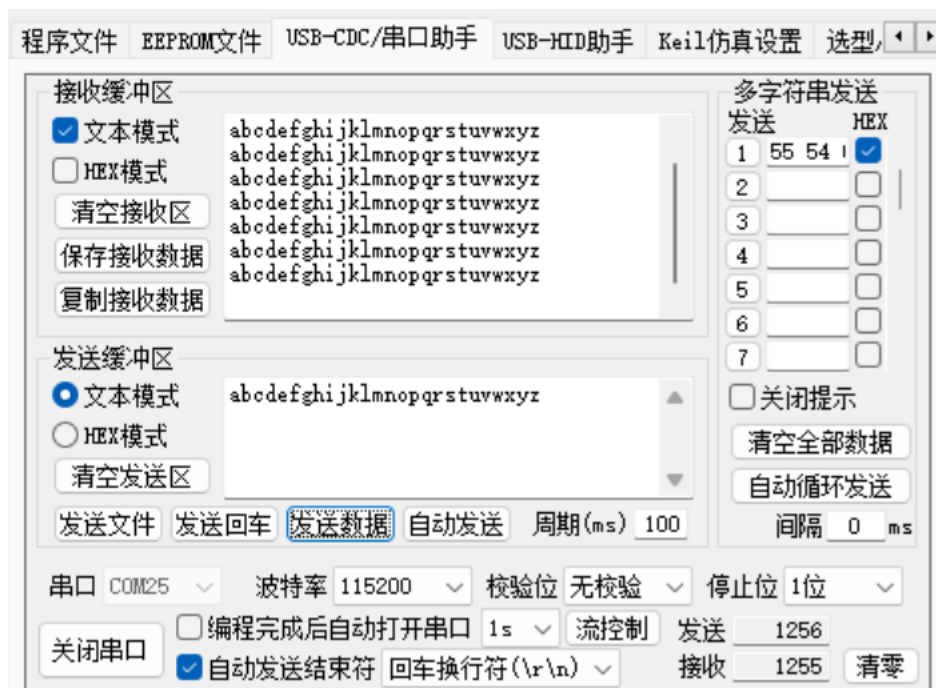 程序文件 EEPROM文件 USB-CDC/串口助手 USB-HID助手 Keil仿真设置 选型
接收缓冲区
文本模式
HEX模式
清空接收区
保存接收数据
复制接收数据
abcdefghijklmnopqrstuvwxyz
abcdefghijklmnopqrstuvwxyz
abcdefghijklmnopqrstuvwxyz
abcdefghijklmnopqrstuvwxyz
abcdefghijklmnopqrstuvwxyz
abcdefghijklmnopqrstuvwxyz
abcdefghijklmnopqrstuvwxyz
发送缓冲区
文本模式
HEX模式
清空发送区
abcdefghijklmnopqrstuvwxyz
发送文件 发送回车 发送数据 自动发送 周期(ms) 100
多字符串发送
发送 HEX
1 55 54
2
3
4
5
6
7
关闭提示
清空全部数据
自动循环发送
间隔 0 ms
串口 COM25 波特率 115200 校验位 无校验 停止位 1位
关闭串口
编程完成后自动打开串口 1s 流控制 发送 1256
自动发送结束符 回车换行符(\r\n) 接收 1255 清零